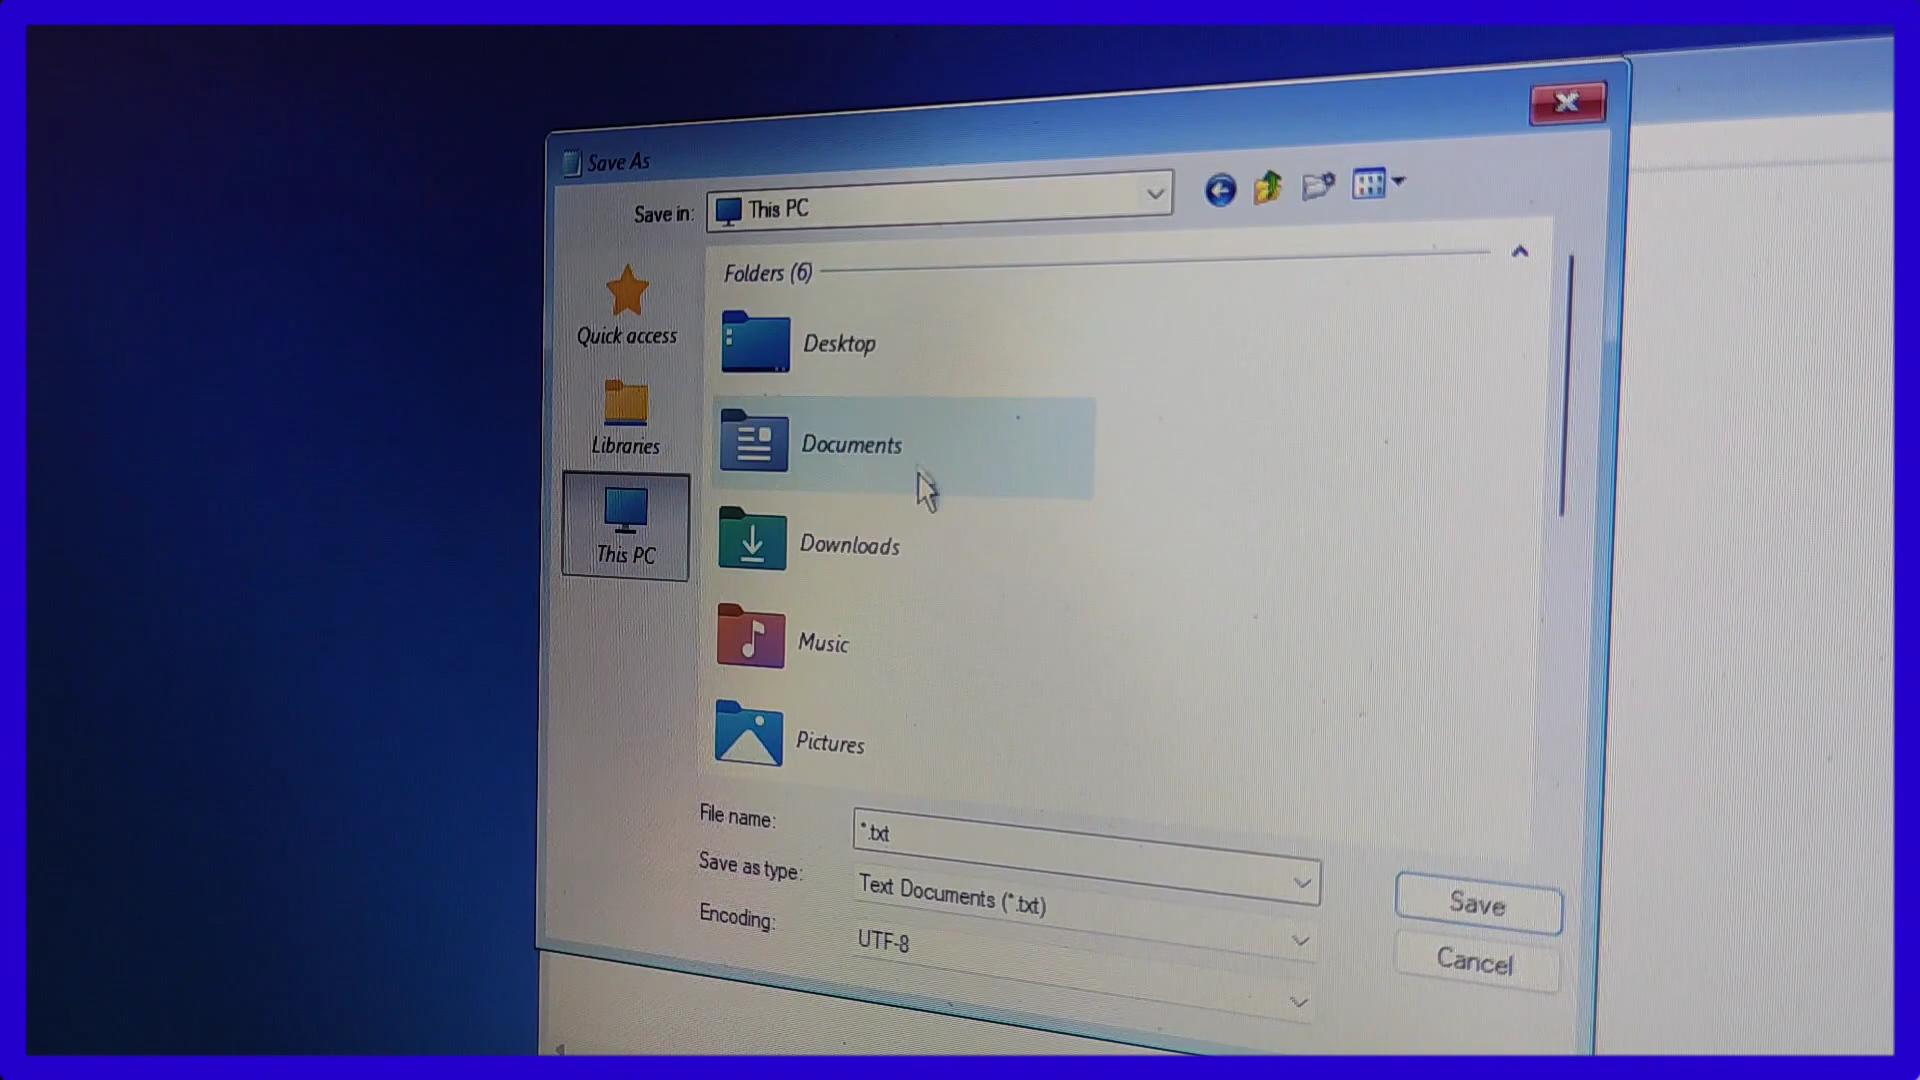 Save As
Save in:
This PC
Quick access
Libraries
This PC
Folders (6)
Desktop
Documents
Downloads
Music
Pictures
File name:
*.txt
Save as type:
Text Documents (*.txt)
Encoding:
UTF-8
Save
Cancel